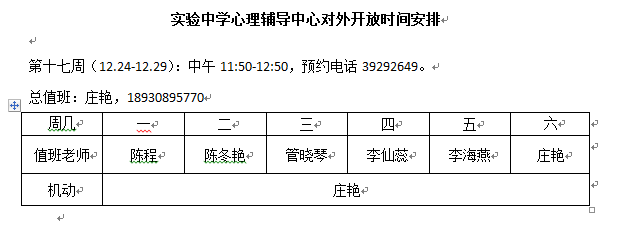 实验中学心理辅导中心对外开放时间安排
第十七周（12.24-12.29）：中午 11:50-12:50，预约电话 39292649。
总值班：庄艳，18930895770
周几 一 二 三 四 五 六
值班老师 陈程 陈冬艳 管晓琴 李仙蕊 李海燕 庄艳
机动 庄艳